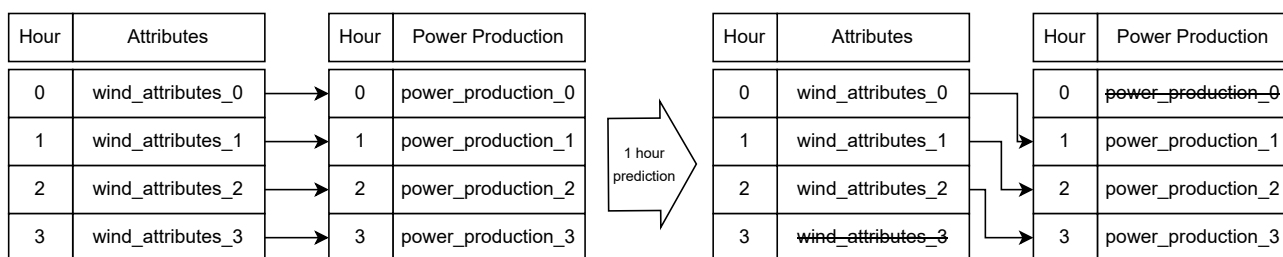 Hour Attributes Hour Power Production Hour Attributes Hour Power Production
0 wind_attributes_0 0 power_production_0 0 wind_attributes_0 0 power_production_0
1 wind_attributes_1 1 power_production_1 1 wind_attributes_1 1 power_production_1
1 hour
prediction
2 wind_attributes_2 2 power_production_2 2 wind_attributes_2 2 power_production_2
3 wind_attributes_3 3 power_production_3 3 wind_attributes_3 3 power_production_3